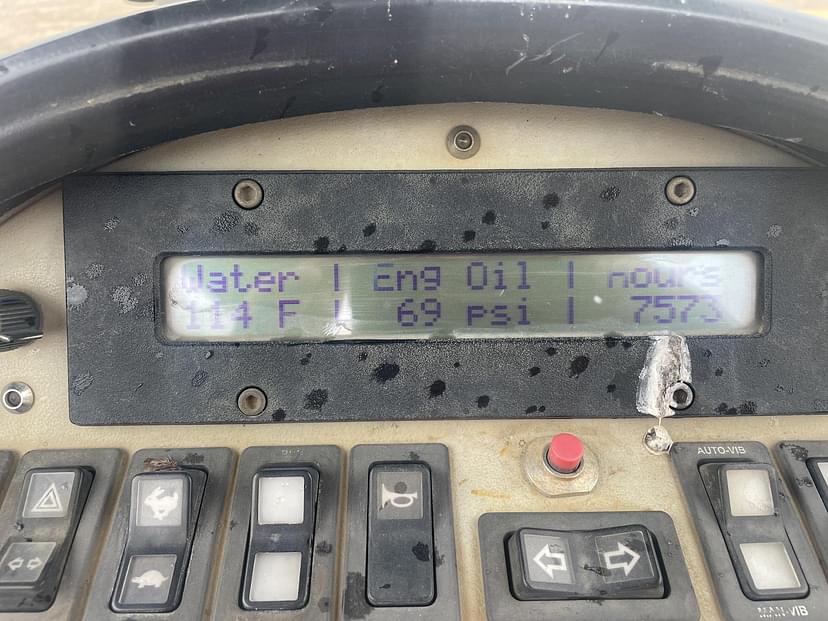 Water | Eng Oil | hours
114 F | 69 psi | 7573
AUTO-VIB
MAN-VIB